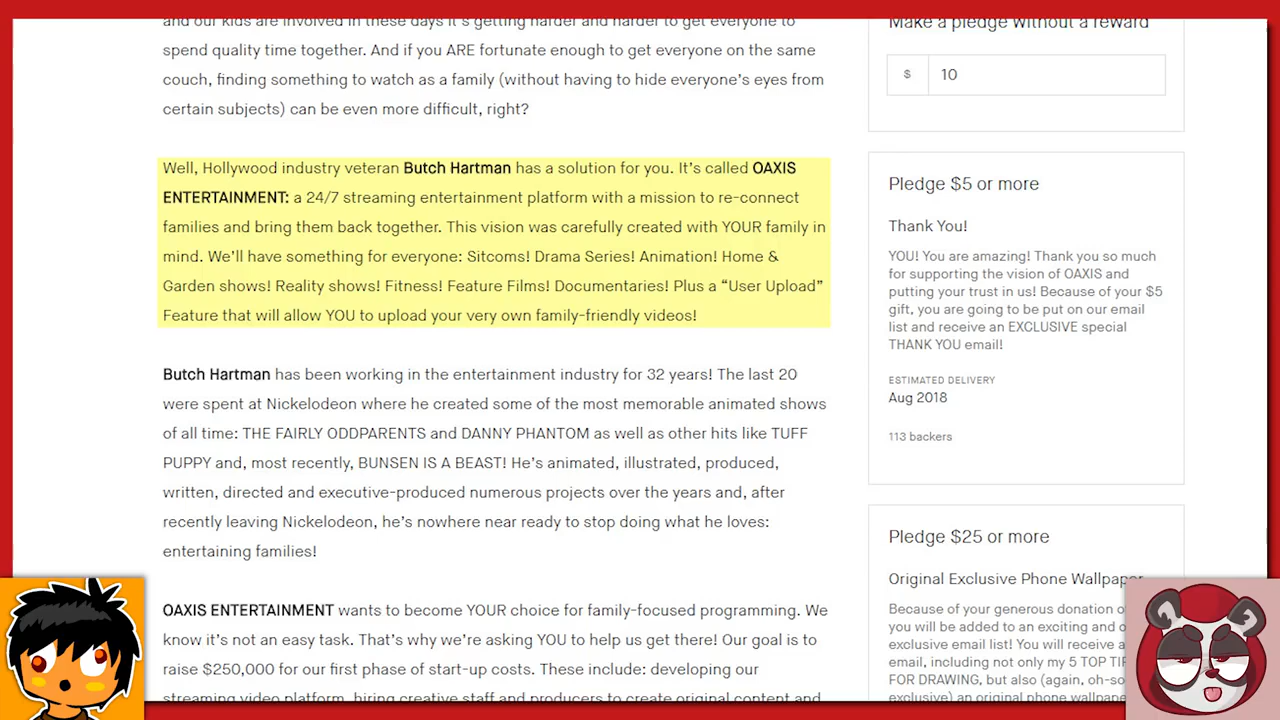 and our kids are involved in these days it's getting harder and harder to get everyone to
spend quality time together. And if you ARE fortunate enough to get everyone on the same
couch, finding something to watch as a family (without having to hide everyone's eyes from
certain subjects) can be even more difficult, right?
Well, Hollywood industry veteran Butch Hartman has a solution for you. It's called OAXIS
ENTERTAINMENT: a 24/7 streaming entertainment platform with a mission to re-connect
families and bring them back together. This vision was carefully created with YOUR family in
mind. We'll have something for everyone: Sitcoms! Drama Series! Animation! Home &
Garden shows! Reality shows! Fitness! Feature Films! Documentaries! Plus a “User Upload”
Feature that will allow YOU to upload your very own family-friendly videos!
Butch Hartman has been working in the entertainment industry for 32 years! The last 20
were spent at Nickelodeon where he created some of the most memorable animated shows
of all time: THE FAIRLY ODDPARENTS and DANNY PHANTOM as well as other hits like TUFF
PUPPY and, most recently, BUNSEN IS A BEAST! He's animated, illustrated, produced,
written, directed and executive-produced numerous projects over the years and, after
recently leaving Nickelodeon, he's nowhere near ready to stop doing what he loves:
entertaining families!
OAXIS ENTERTAINMENT wants to become YOUR choice for family-focused programming. We
know it's not an easy task. That's why we're asking YOU to help us get there! Our goal is to
raise $250,000 for our first phase of start-up costs. These include: developing our
streaming video platform, hiring creative staff and producers to create original content and
Make a pledge without a reward
$ 10
Pledge $5 or more
Thank You!
YOU! You are amazing! Thank you so much
for supporting the vision of OAXIS and
putting your trust in us! Because of your $5
gift, you are going to be put on our email
list and receive an EXCLUSIVE special
THANK YOU email!
ESTIMATED DELIVERY
Aug 2018
113 backers
Pledge $25 or more
Original Exclusive Phone Wallpaper
Because of your generous donation
you will be added to an exciting and
exclusive email list! You will receive
email, including not only my 5 TOP
FOR DRAWING, but also (again,
exclusive) an original phone